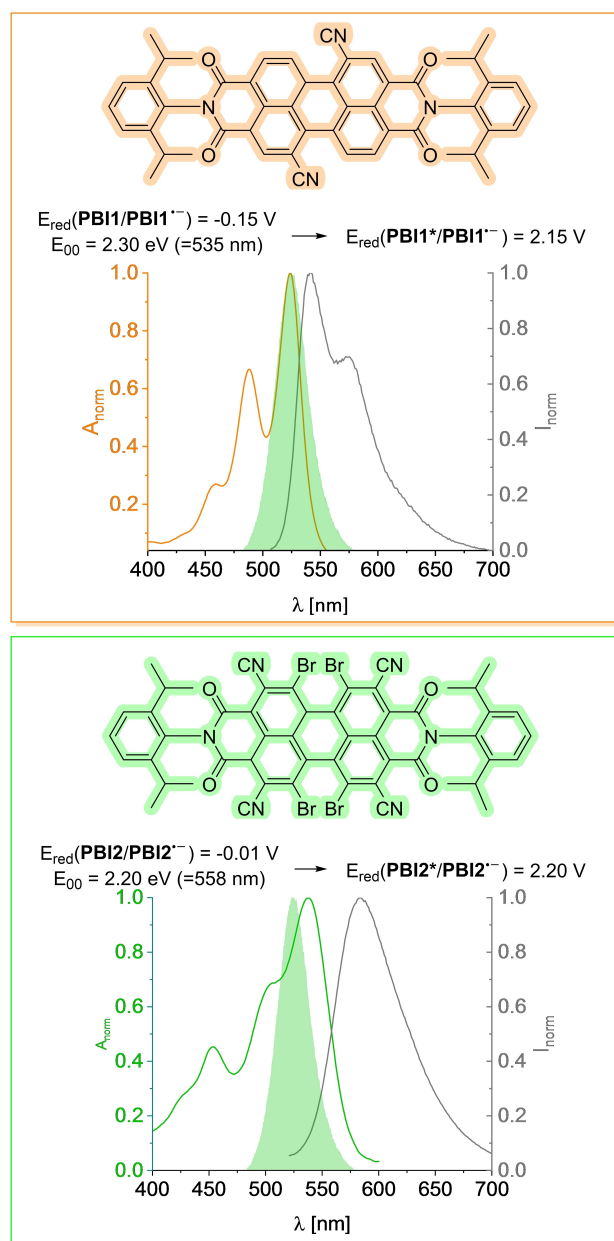 CN
O O
N N
O O
CN
E_red(PBI1/PBI1•−) = -0.15 V
E_00 = 2.30 eV (=535 nm)
E_red(PBI1*/PBI1•−) = 2.15 V
1.0 1.0
0.8 0.8
0.6 0.6
0.4 0.4
0.2 0.2
0.0
A_norm
I_norm
400 450 500 550 600 650 700
λ [nm]
CN Br Br CN
O O
N N
O O
CN Br Br CN
E_red(PBI2/PBI2•−) = -0.01 V
E_00 = 2.20 eV (=558 nm)
E_red(PBI2*/PBI2•−) = 2.20 V
1.0 1.0
0.8 0.8
0.6 0.6
0.4 0.4
0.2 0.2
0.0 0.0
A_norm
I_norm
400 450 500 550 600 650 700
λ [nm]